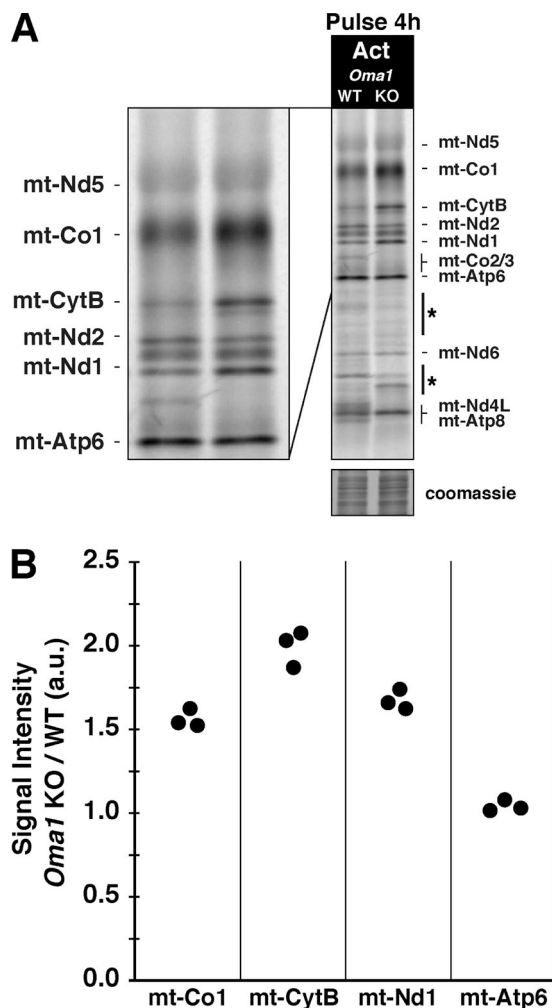 A
Pulse 4h
Act
Oma1
WT KO
mt-Nd5
mt-Co1
mt-CytB
mt-Nd2
mt-Nd1
mt-Atp6
mt-Nd5
mt-Co1
mt-CytB
mt-Nd2
mt-Nd1
mt-Co2/3
mt-Atp6
*
mt-Nd6
*
mt-Nd4L
mt-Atp8
coomassie
B
Signal Intensity
Oma1 KO / WT (a.u.)
2.5
2.0
1.5
1.0
0.5
0.0
mt-Co1 mt-CytB mt-Nd1 mt-Atp6